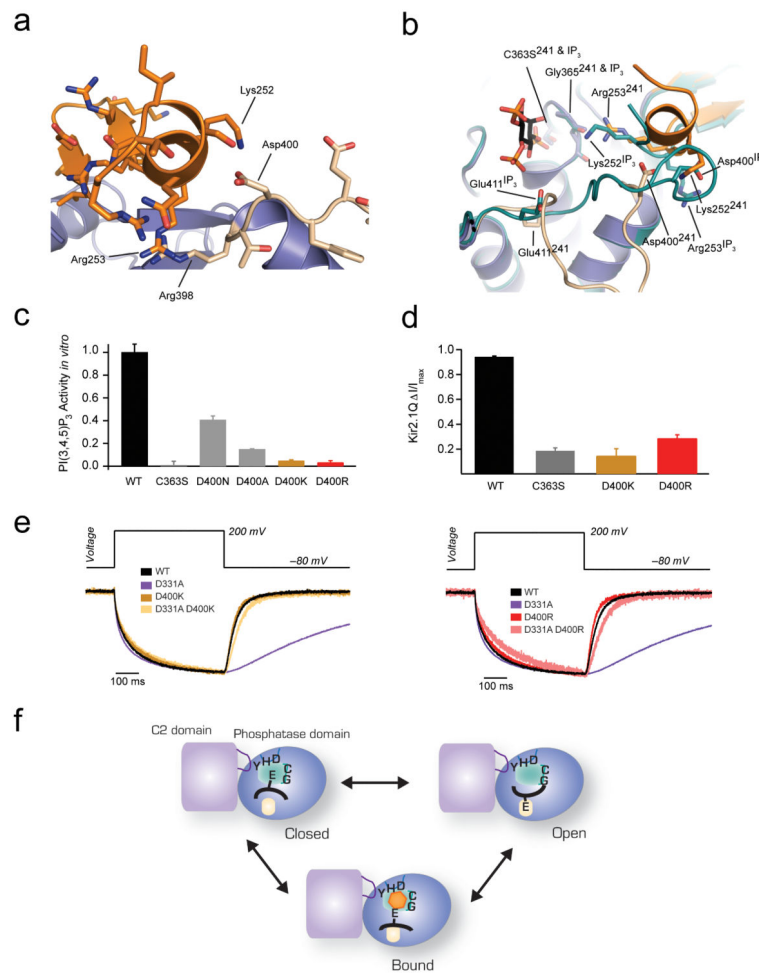 a
Lys252
Asp400
Arg253
Arg398
b
C363S241 & IP3
Gly365241 & IP3
Arg253241
Lys252IP3
Glu411IP3
Asp400IP
Lys252241
Glu411241
Asp400241
Arg253IP3
c
PI(3,4,5)P3 Activity in vitro
1.0
0.8
0.6
0.4
0.2
0.0
WT C363S D400N D400A D400K D400R
d
Kir2.1Q ΔI/Imax
1.0
0.8
0.6
0.4
0.2
WT C363S D400K D400R
e
Voltage
200 mV
–80 mV
WT
D331A
D400K
D331A D400K
100 ms
Voltage
200 mV
–80 mV
WT
D331A
D400R
D331A D400R
100 ms
f
C2 domain
Phosphatase domain
Y H D
E C
G
Closed
Y H D
C
G
E
Open
Y H D
C
G
E
Bound